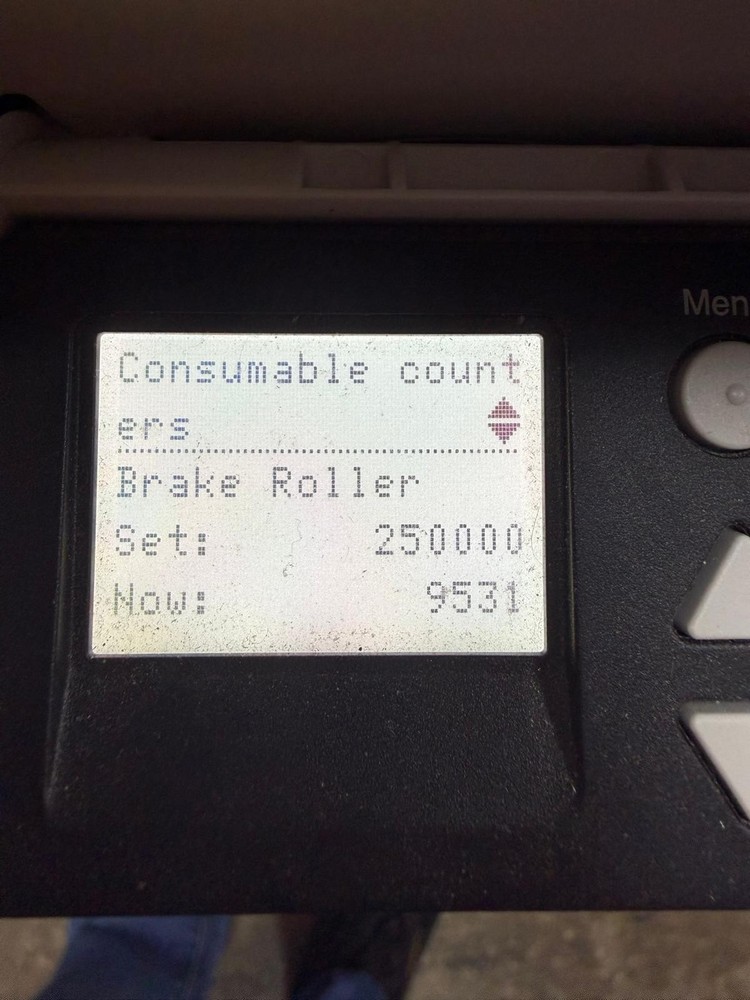 Men
Consumable count
ers
Brake Roller
Set: 250000
Now: 9531